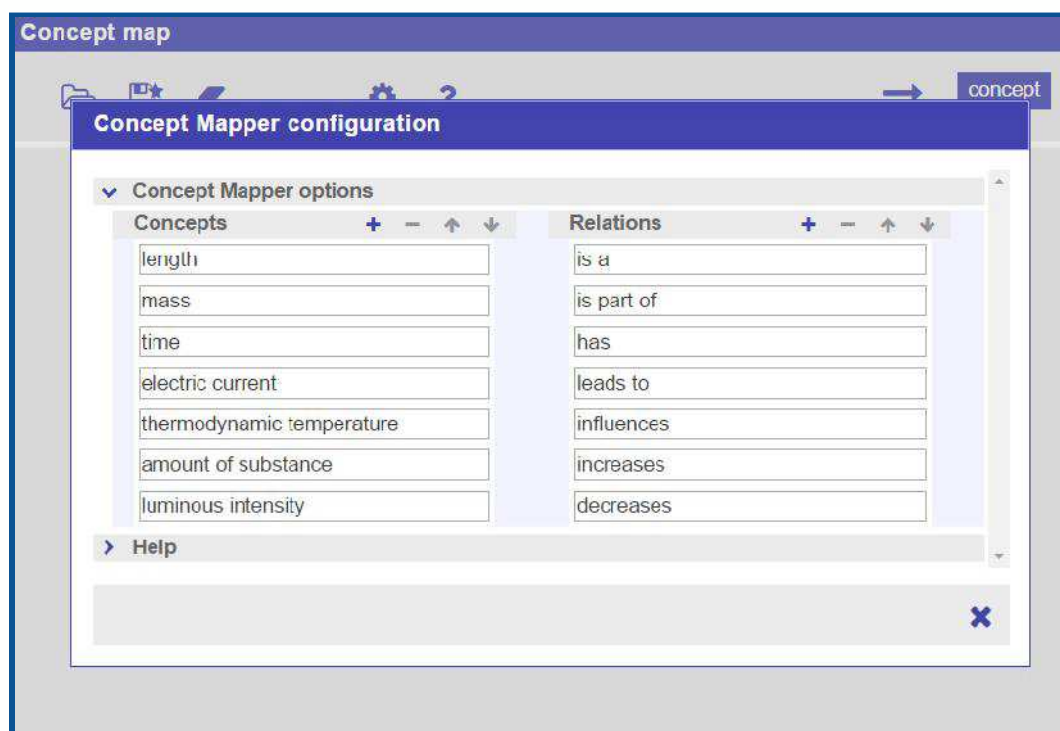 Concept map
? concept
Concept Mapper configuration
Concept Mapper options
Concepts + − ↑ ↓ Relations + − ↑ ↓
length is a
mass is part of
time has
electric current leads to
thermodynamic temperature influences
amount of substance increases
luminous intensity decreases
Help